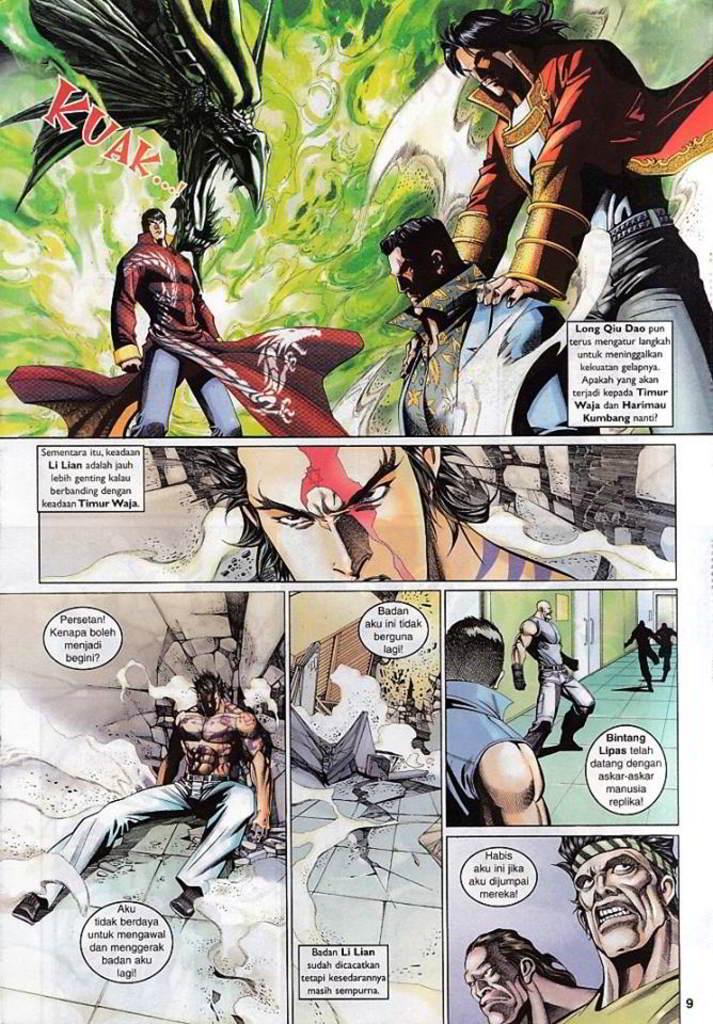 KUAK...!
Long Qiu Dao pun
terus mengatur langkah
untuk meninggalkan
kekuatan gelapnya.
Apakah yang akan
terjadi kepada Timur
Waja dan Harimau
Kumbang nanti?
Sementara itu, keadaan
Li Lian adalah jauh
lebih genting kalau
berbanding dengan
keadaan Timur Waja.
Persetan!
Kenapa boleh
menjadi
begini?
Aku
tidak berdaya
untuk mengawal
dan menggerak
badan aku
lagi!
Badan
aku ini tidak
berguna
lagi!
Badan Li Lian
sudah dicacatkan
tetapi kesedarannya
masih sempurna.
Bintang
Lipas telah
datang dengan
askar-askar
manusia
replika!
Habis
aku ini jika
aku dijumpai
mereka!
9